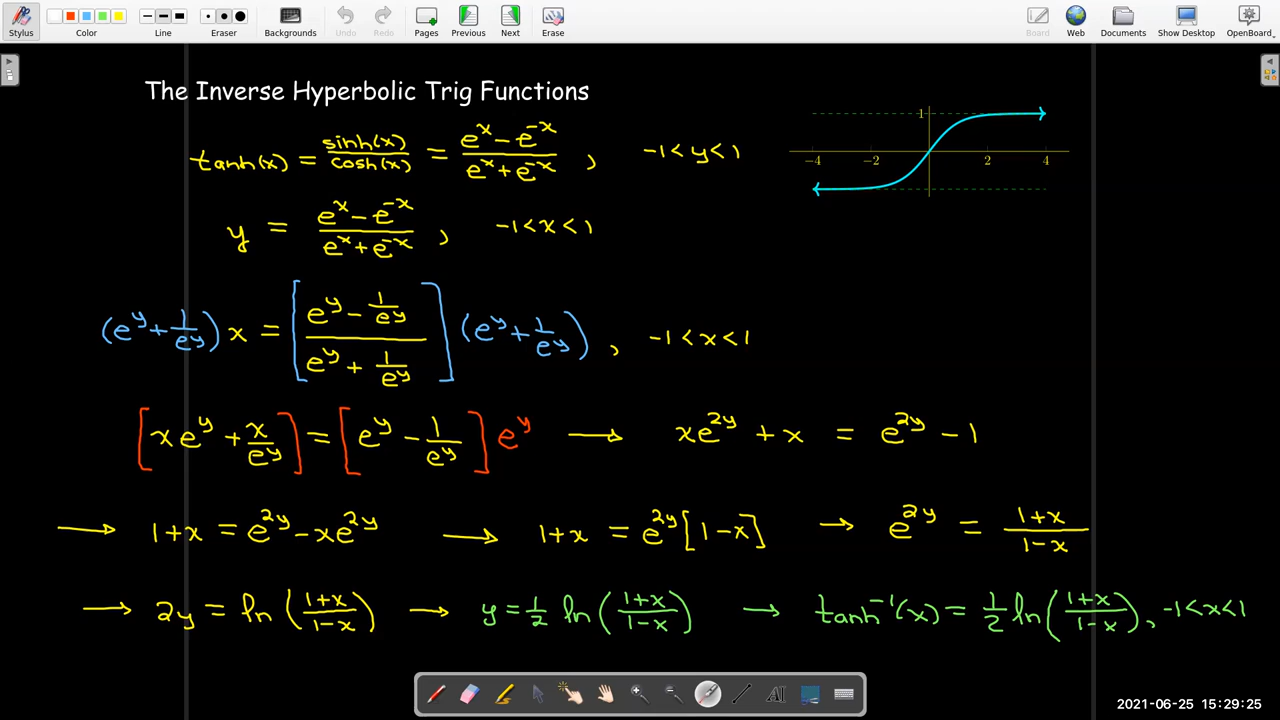 Stylus Color Line Eraser Backgrounds Undo Redo Pages Previous Next Erase Board Web Documents Show Desktop OpenBoard
The Inverse Hyperbolic Trig Functions
tanh(x) = sinh(x)/cosh(x) = (e^x − e^−x)/(e^x + e^−x) , −1 < y < 1
1 −4 −2 2 4
y = (e^x − e^−x)/(e^x + e^−x) , −1 < x < 1
(e^y + 1/e^y) x = [(e^y − 1/e^y)/(e^y + 1/e^y)] (e^y + 1/e^y) , −1 < x < 1
[x e^y + x/e^y] = [e^y − 1/e^y] e^y → xe^2y + x = e^2y − 1
→ 1+x = e^2y − xe^2y → 1+x = e^2y [1−x] → e^2y = (1+x)/(1−x)
→ 2y = ln((1+x)/(1−x)) → y = 1/2 ln((1+x)/(1−x)) → tanh^−1(x) = 1/2 ln((1+x)/(1−x)), −1<x<1
AI
2021-06-25 15:29:25